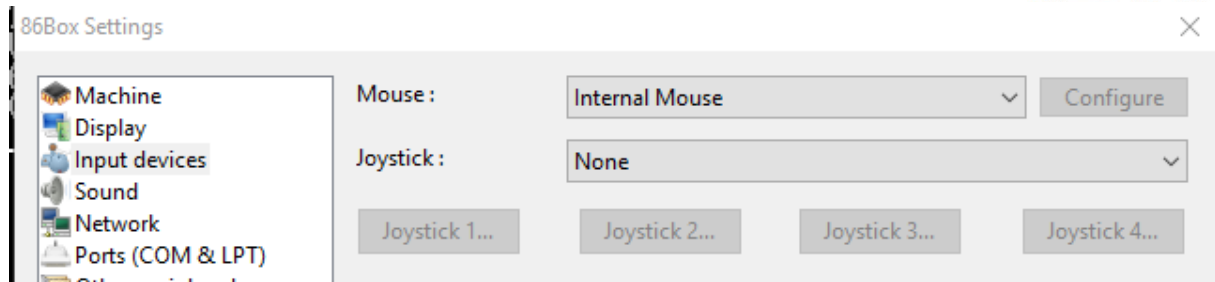 86Box Settings
Machine
Display
Input devices
Sound
Network
Ports (COM & LPT)
Mouse:
Internal Mouse
Configure
Joystick:
None
Joystick 1...
Joystick 2...
Joystick 3...
Joystick 4...